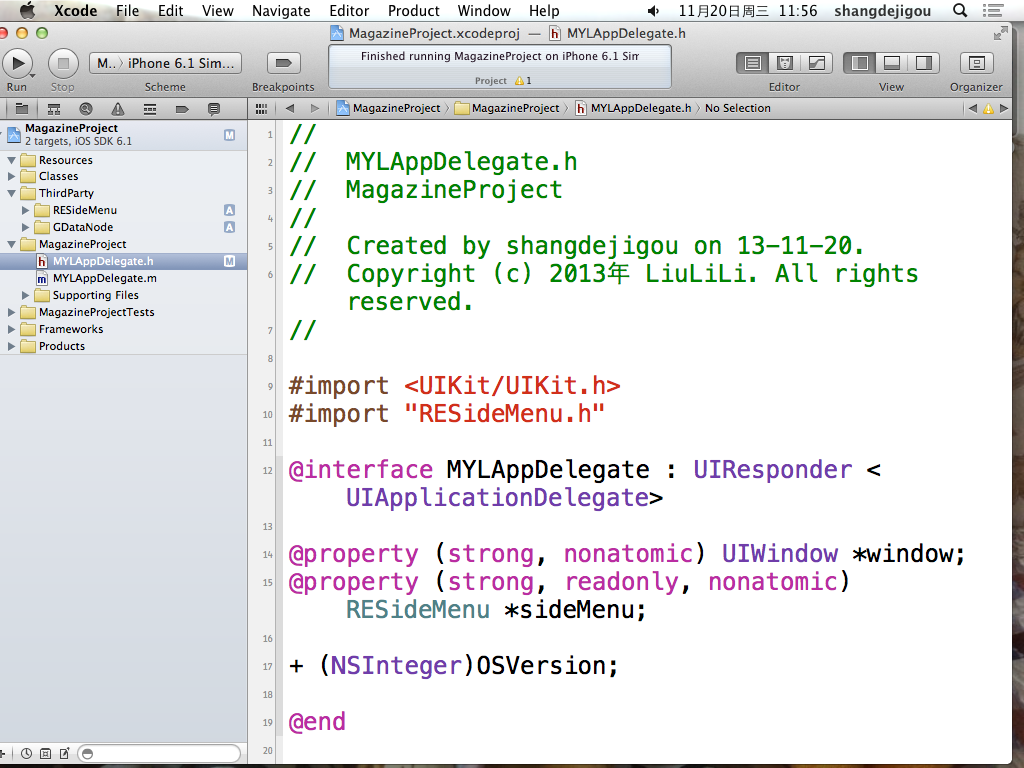 Xcode File Edit View Navigate Editor Product Window Help 11月20日周三 11:56 shangdejigou
MagazineProject.xcodeproj — MYLAppDelegate.h
M..〉 iPhone 6.1 Sim...
Finished running MagazineProject on iPhone 6.1 Sim
Project 1
Run Stop Scheme Breakpoints Editor View Organizer
MagazineProject 〉 MagazineProject 〉 MYLAppDelegate.h 〉 No Selection
MagazineProject M
2 targets, iOS SDK 6.1
Resources
Classes
ThirdParty
RESideMenu A
GDataNode A
MagazineProject
MYLAppDelegate.h M
MYLAppDelegate.m
Supporting Files
MagazineProjectTests
Frameworks
Products
1 //
2 // MYLAppDelegate.h
3 // MagazineProject
4 //
5 // Created by shangdejigou on 13-11-20.
6 // Copyright (c) 2013年 LiuLiLi. All rights
reserved.
7 //
8
9 #import <UIKit/UIKit.h>
10 #import "RESideMenu.h"
11
12 @interface MYLAppDelegate : UIResponder <
UIApplicationDelegate>
13
14 @property (strong, nonatomic) UIWindow *window;
15 @property (strong, readonly, nonatomic)
RESideMenu *sideMenu;
16
17 + (NSInteger)OSVersion;
18
19 @end
20